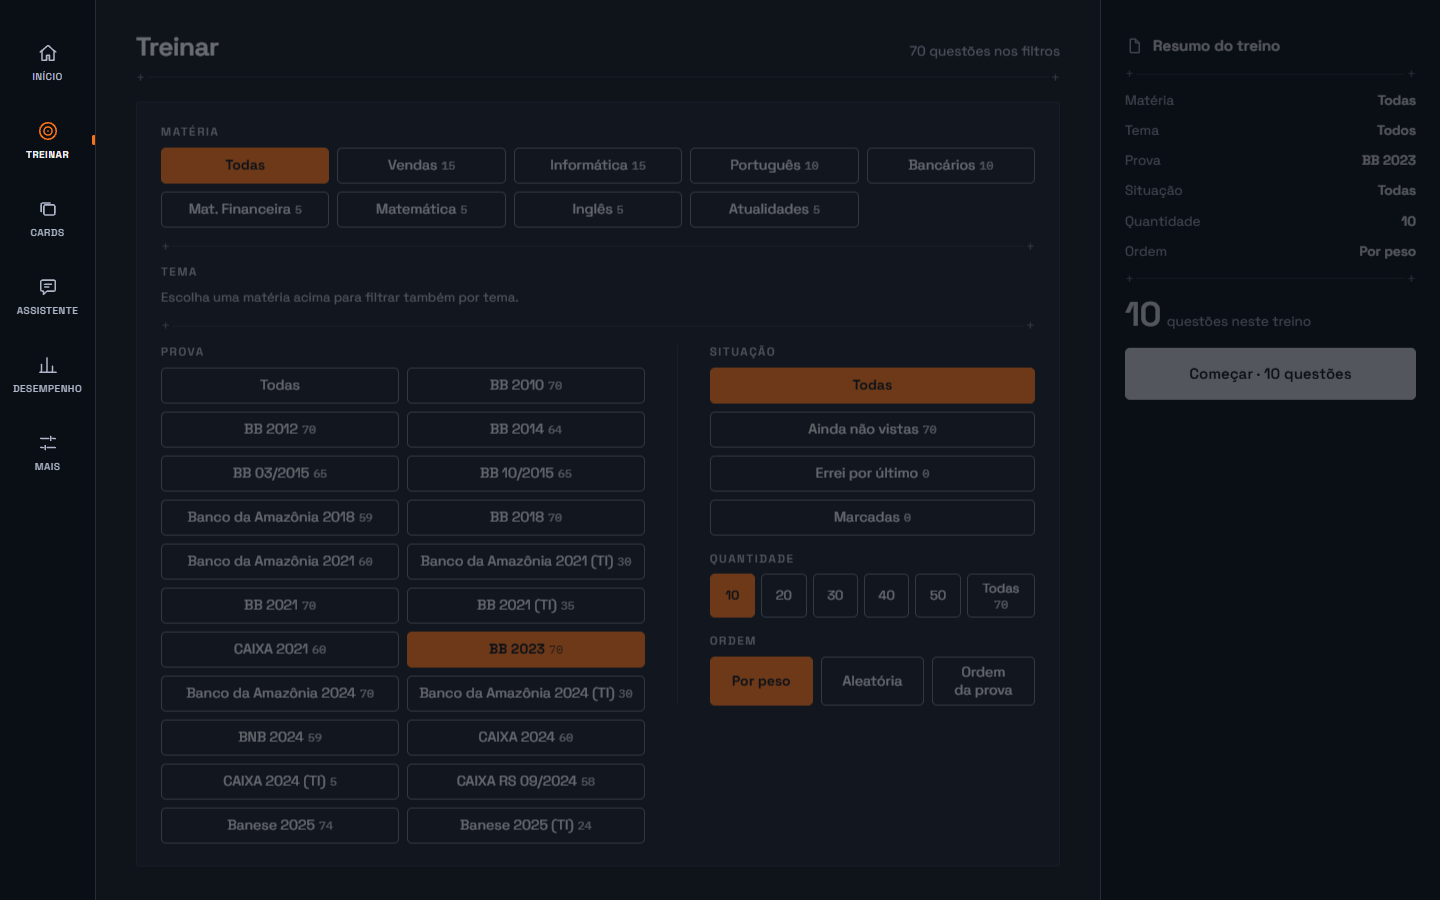 INÍCIO
TREINAR
CARDS
ASSISTENTE
DESEMPENHO
MAIS
Treinar
70 questões nos filtros
MATÉRIA
Todas
Vendas 15
Informática 15
Português 10
Bancários 10
Mat. Financeira 5
Matemática 5
Inglês 5
Atualidades 5
TEMA
Escolha uma matéria acima para filtrar também por tema.
PROVA
Todas
BB 2010 70
BB 2012 70
BB 2014 64
BB 03/2015 65
BB 10/2015 65
Banco da Amazônia 2018 59
BB 2018 70
Banco da Amazônia 2021 60
Banco da Amazônia 2021 (TI) 30
BB 2021 70
BB 2021 (TI) 35
CAIXA 2021 60
BB 2023 70
Banco da Amazônia 2024 70
Banco da Amazônia 2024 (TI) 30
BNB 2024 59
CAIXA 2024 60
CAIXA 2024 (TI) 5
CAIXA RS 09/2024 58
Banese 2025 74
Banese 2025 (TI) 24
SITUAÇÃO
Todas
Ainda não vistas 70
Errei por último 0
Marcadas 0
QUANTIDADE
10
20
30
40
50
Todas
70
ORDEM
Por peso
Aleatória
Ordem
da prova
Resumo do treino
Matéria Todas
Tema Todos
Prova BB 2023
Situação Todas
Quantidade 10
Ordem Por peso
10 questões neste treino
Começar · 10 questões